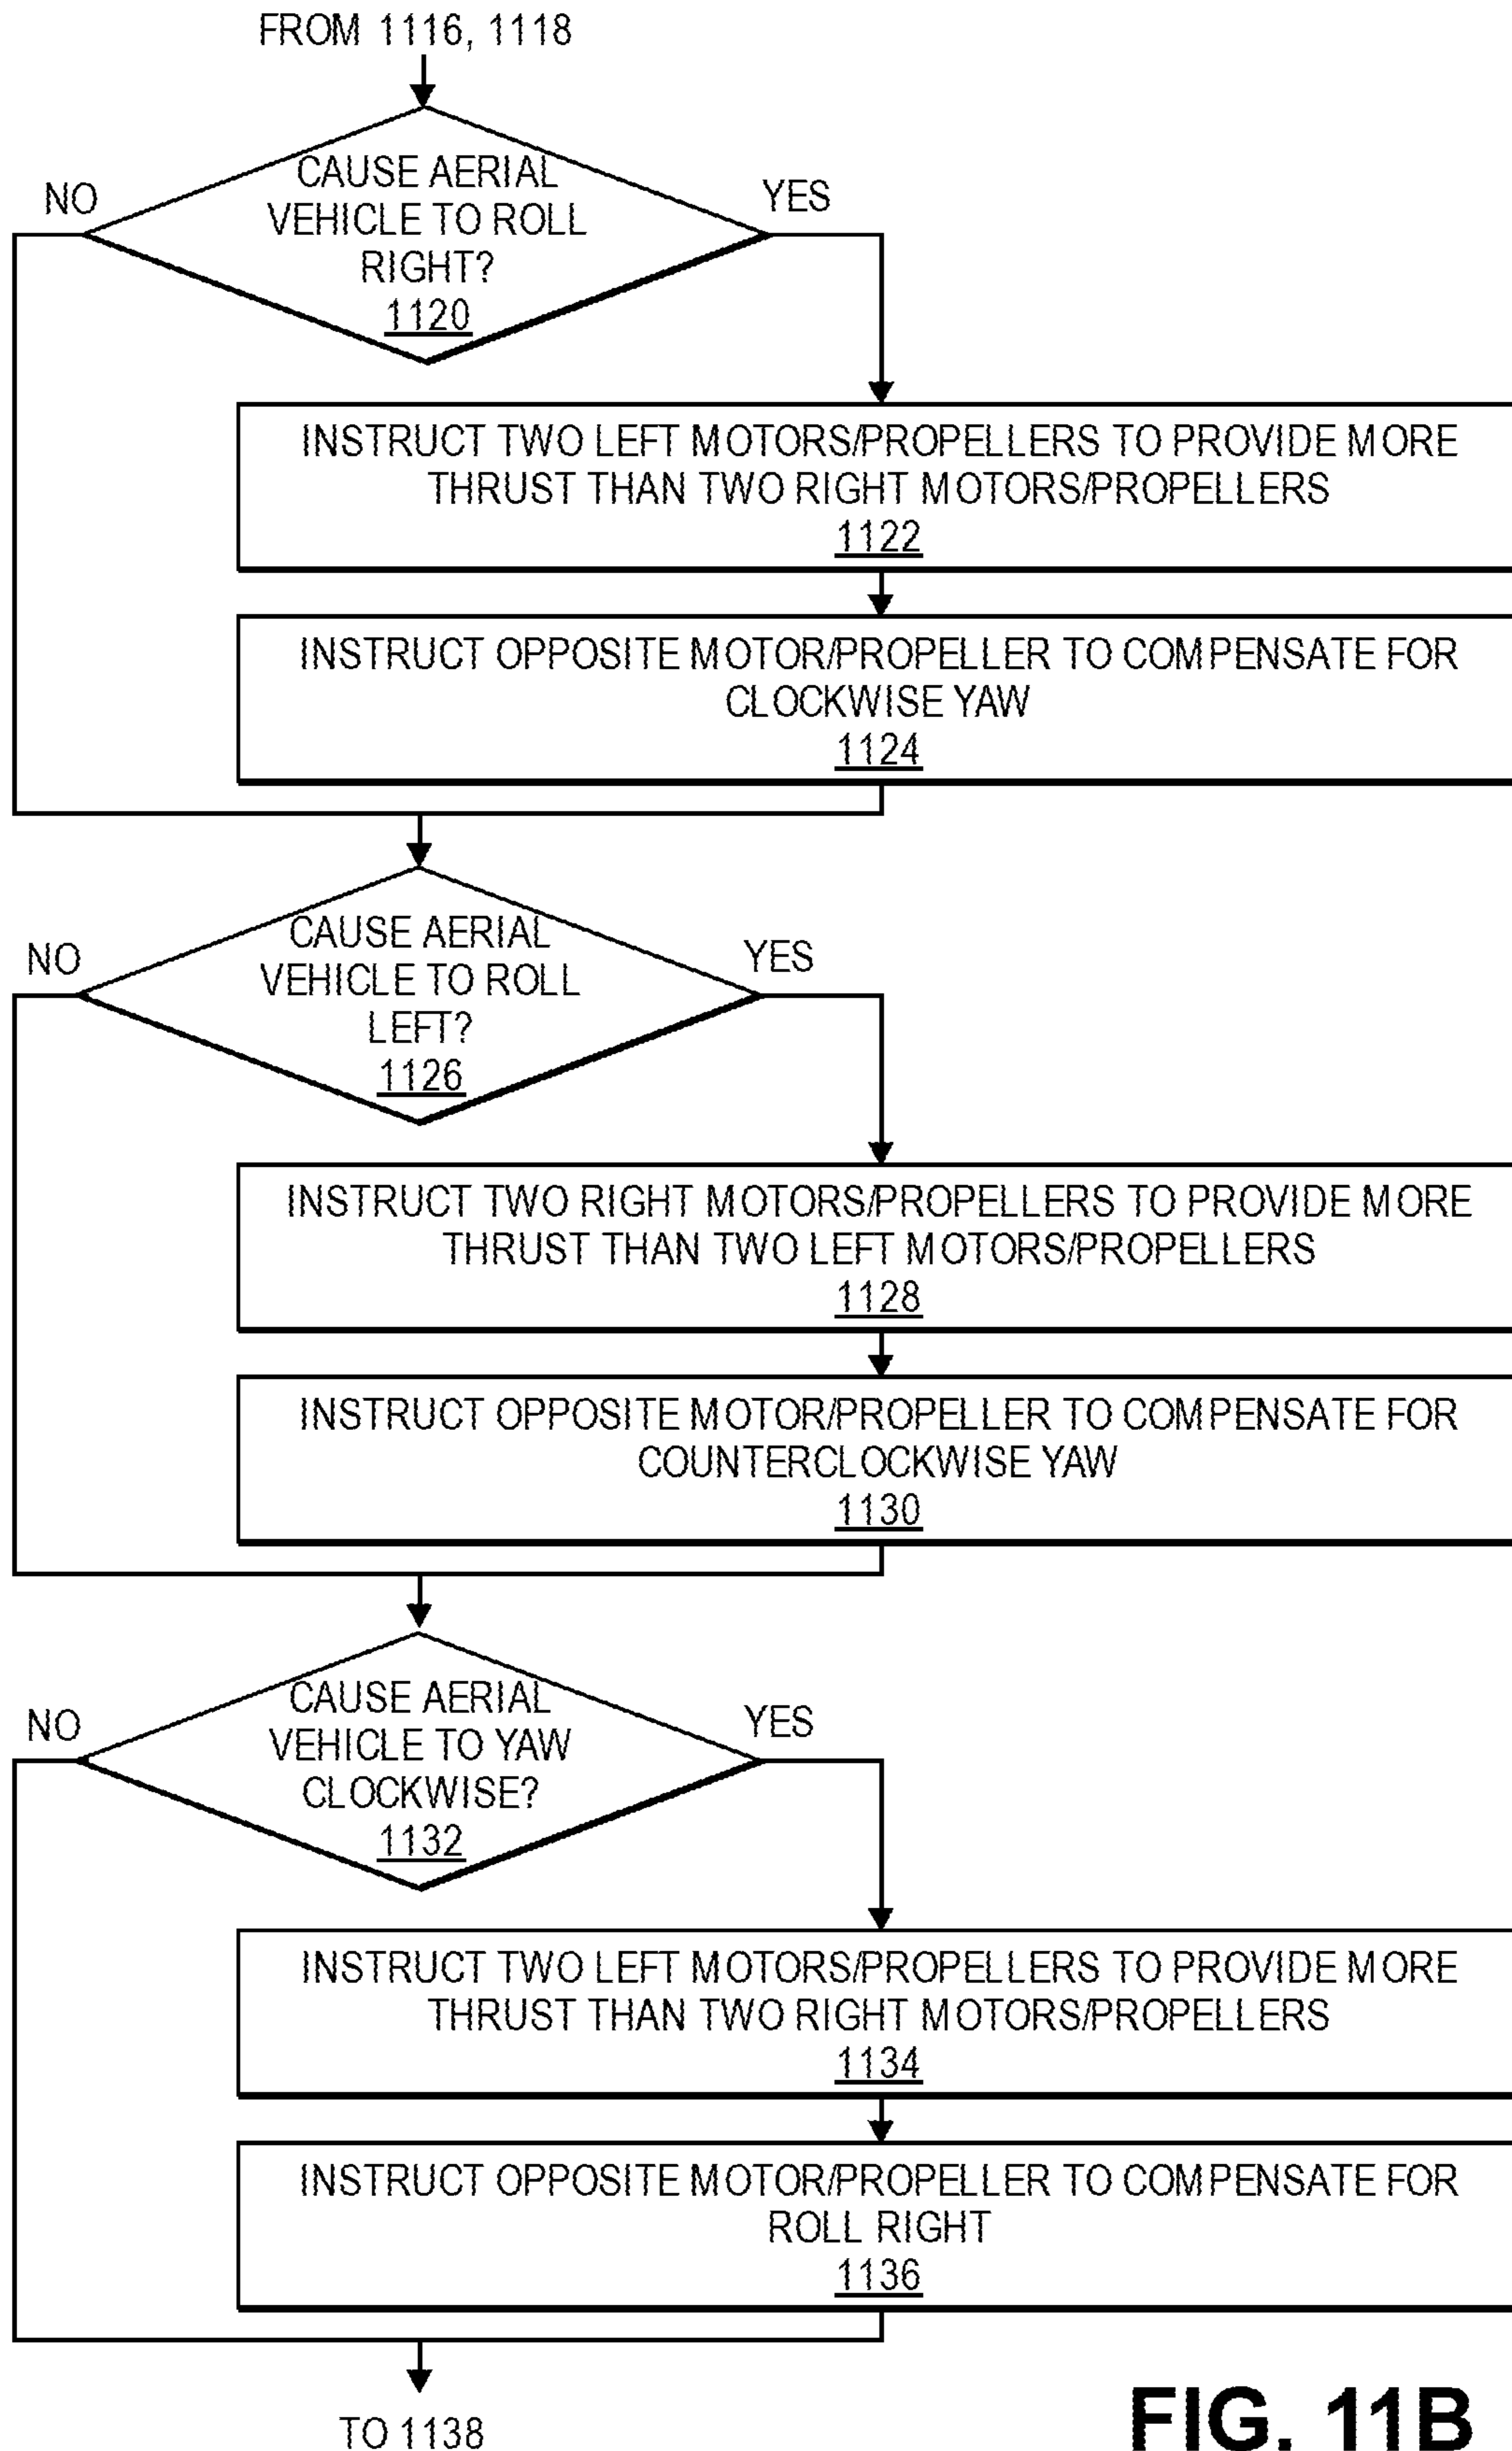 FROM 1116, 1118
CAUSE AERIAL
VEHICLE TO ROLL
RIGHT?
1120
NO
YES
INSTRUCT TWO LEFT MOTORS/PROPELLERS TO PROVIDE MORE
THRUST THAN TWO RIGHT MOTORS/PROPELLERS
1122
INSTRUCT OPPOSITE MOTOR/PROPELLER TO COMPENSATE FOR
CLOCKWISE YAW
1124
CAUSE AERIAL
VEHICLE TO ROLL
LEFT?
1126
NO
YES
INSTRUCT TWO RIGHT MOTORS/PROPELLERS TO PROVIDE MORE
THRUST THAN TWO LEFT MOTORS/PROPELLERS
1128
INSTRUCT OPPOSITE MOTOR/PROPELLER TO COMPENSATE FOR
COUNTERCLOCKWISE YAW
1130
CAUSE AERIAL
VEHICLE TO YAW
CLOCKWISE?
1132
NO
YES
INSTRUCT TWO LEFT MOTORS/PROPELLERS TO PROVIDE MORE
THRUST THAN TWO RIGHT MOTORS/PROPELLERS
1134
INSTRUCT OPPOSITE MOTOR/PROPELLER TO COMPENSATE FOR
ROLL RIGHT
1136
TO 1138
FIG. 11B